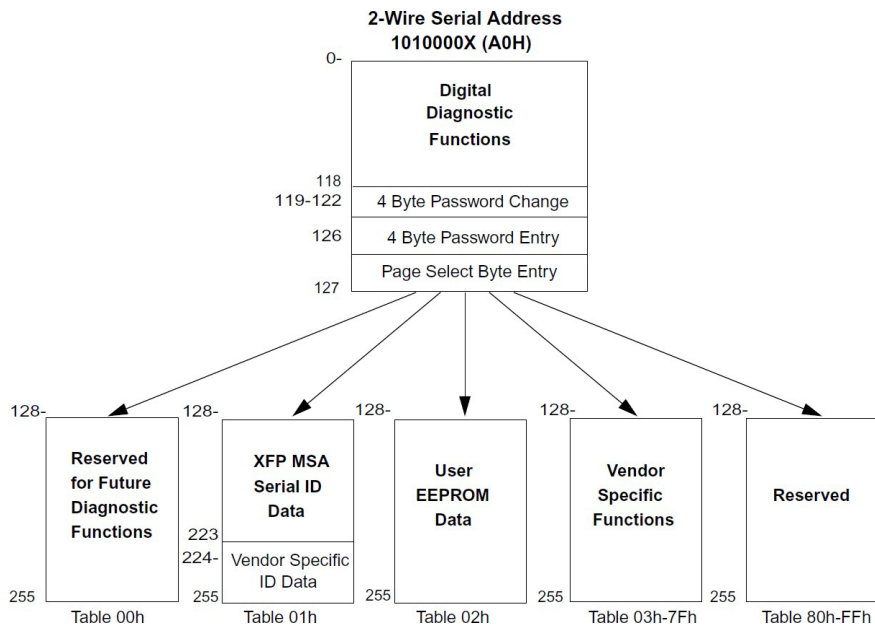 2-Wire Serial Address
1010000X (A0H)
0-
Digital
Diagnostic
Functions
118
119-122
4 Byte Password Change
126
4 Byte Password Entry
Page Select Byte Entry
127
128-
128-
128-
128-
128-
Reserved
for Future
Diagnostic
Functions
XFP MSA
Serial ID
Data
User
EEPROM
Data
Vendor
Specific
Functions
Reserved
223
224-
Vendor Specific
ID Data
255
255
255
255
255
Table 00h
Table 01h
Table 02h
Table 03h-7Fh
Table 80h-FFh